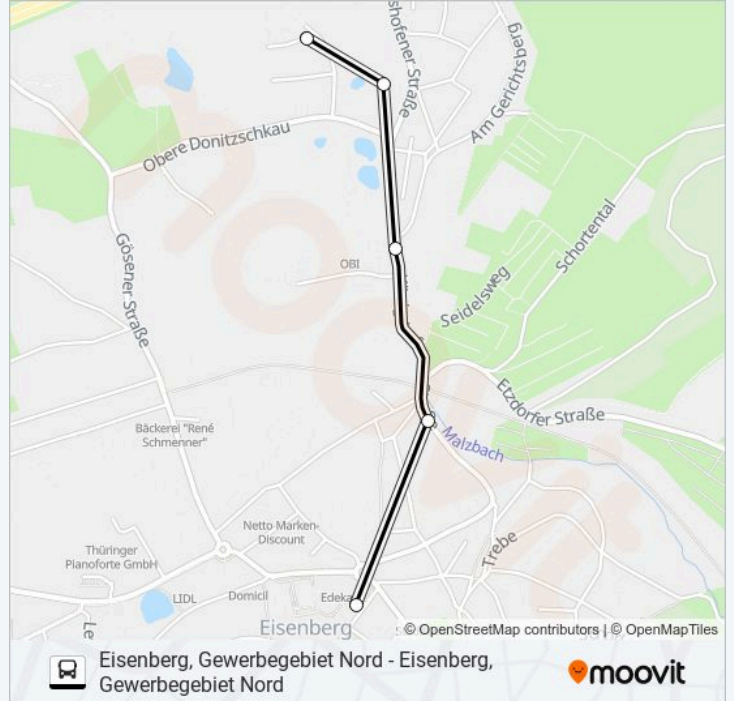 shofener Straße
Am Gerichtsberg
Obere Donitzschkau
Gösener Straße
OBI
Seidelsweg
Schortental
Etzdorfer Straße
Bäckerei "René
Schmenner"
Malzbach
Netto Marken-
Discount
Trebe
Thüringer
Pianoforte GmbH
LIDL
Domicil
Edeka
Le
Eisenberg
© OpenStreetMap contributors | © OpenMapTiles
Eisenberg, Gewerbegebiet Nord - Eisenberg,
Gewerbegebiet Nord
moovit